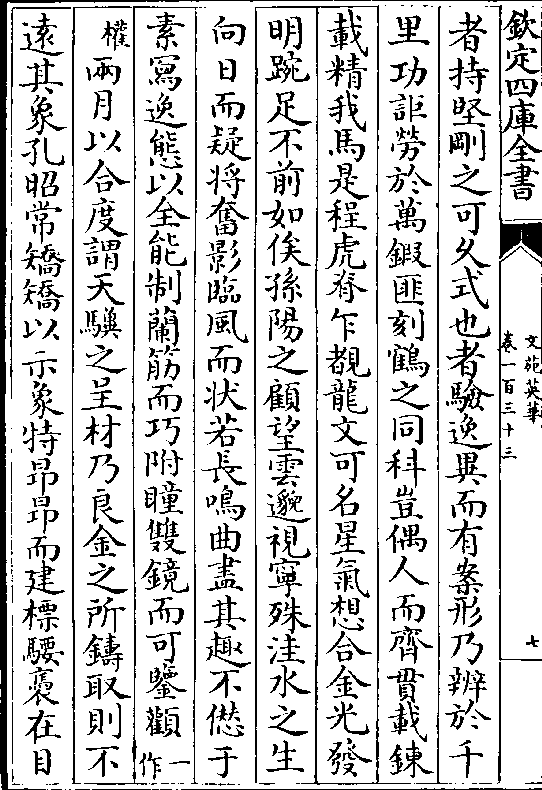 欽定四庫全書
文苑英華
卷一百三十三
七
者持堅剛之可久式也者驗逸異而有案形乃辨於千
里功詎勞於萬鍜匪刻鶴之同科豈偶人而齊貫載鍊
載精我馬是程虎脊乍覩龍文可名星氣想合金光發
明踠足不前如俟孫陽之顧望雲邈視寧殊洼水之生
向日而疑將奮影臨風而狀若長鳴曲盡其趣不僁于
素冩逸態以全能制蘭筋而巧附瞳雙鏡而可鑒顴一作
權兩月以合度謂天驥之呈材乃良金之所鑄取則不
逺其象孔昭常矯矯以示象特昻昻而建標騕褭在目